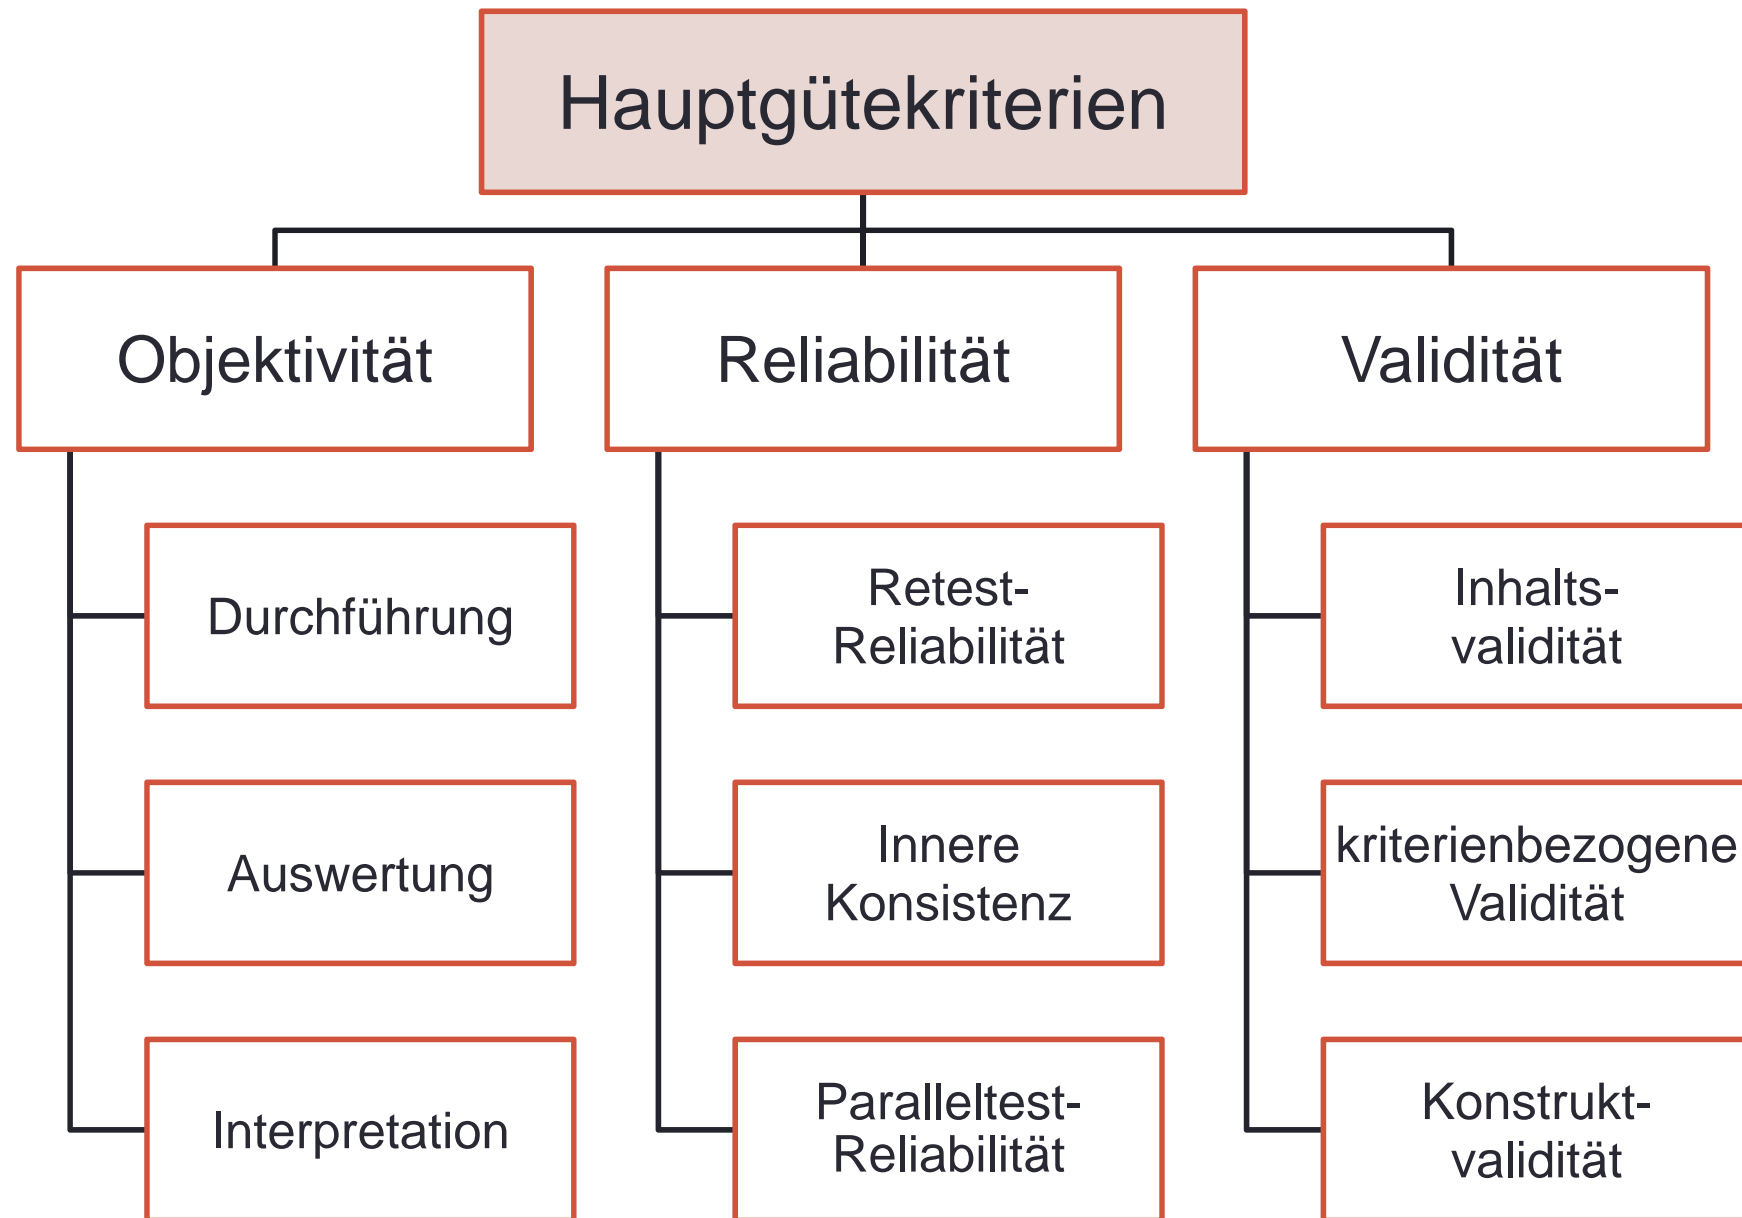 Hauptgütekriterien
Objektivität
Durchführung
Auswertung
Interpretation
Reliabilität
Retest-
Reliabilität
Innere
Konsistenz
Paralleltest-
Reliabilität
Validität
Inhalts-
validität
kriterienbezogene
Validität
Konstrukt-
validität